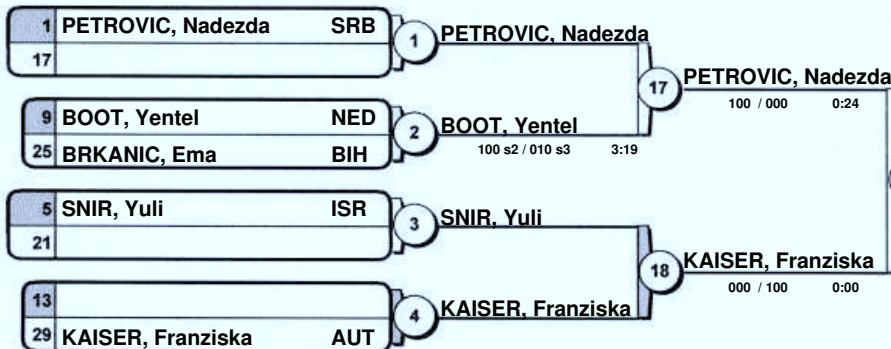 1 PETROVIC, Nadezda SRB
17
1
PETROVIC, Nadezda
17
PETROVIC, Nadezda
100 / 000 0:24
9 BOOT, Yentel NED
25 BRKANIC, Ema BIH
2
BOOT, Yentel
100 s2 / 010 s3 3:19
5 SNIR, Yuli ISR
21
3
SNIR, Yuli
18
KAISER, Franziska
000 / 100 0:00
13
29 KAISER, Franziska AUT
4
KAISER, Franziska